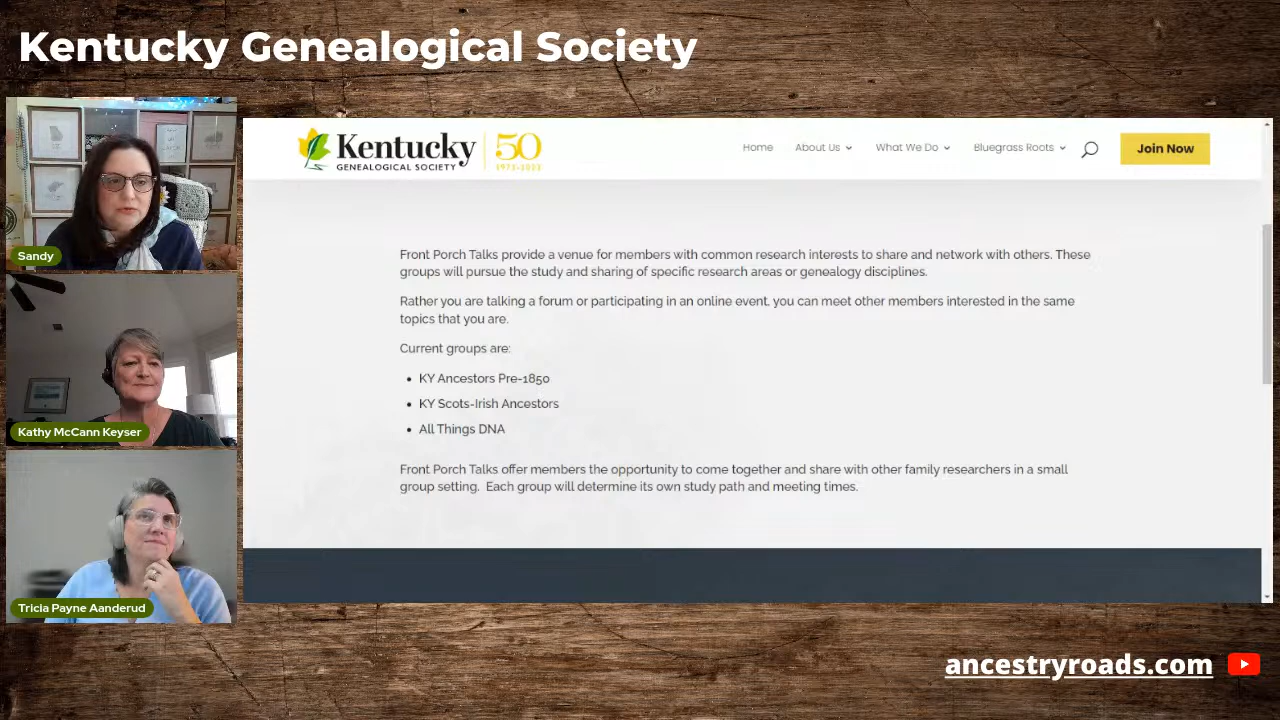 Kentucky Genealogical Society
Sandy
Kathy McCann Keyser
Tricia Payne Aanderud
Kentucky
GENEALOGICAL SOCIETY
50
1973-2023
Home
About Us
What We Do
Bluegrass Roots
Join Now
Front Porch Talks provide a venue for members with common research interests to share and network with others. These
groups will pursue the study and sharing of specific research areas or genealogy disciplines.
Rather you are talking a forum or participating in an online event, you can meet other members interested in the same
topics that you are.
Current groups are:
• KY Ancestors Pre-1850
• KY Scots-Irish Ancestors
• All Things DNA
Front Porch Talks offer members the opportunity to come together and share with other family researchers in a small
group setting. Each group will determine its own study path and meeting times.
ancestryroads.com